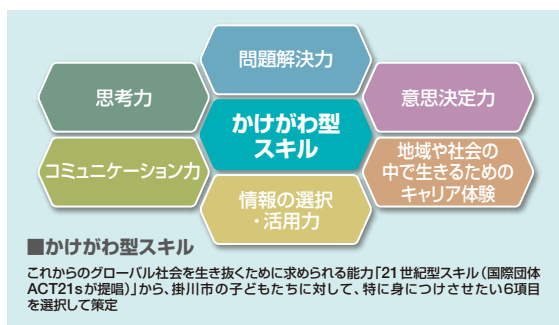 問題解決力
思考力
意思決定力
かけがわ型
スキル
コミュニケーション力
地域や社会の
中で生きるための
キャリア体験
情報の選択
・活用力
■かけがわ型スキル
これからのグローバル社会を生き抜くために求められる能力「21世紀型スキル（国際団体
ACT21sが提唱）」から、掛川市の子どもたちに対して、特に身につけさせたい6項目
を選択して策定